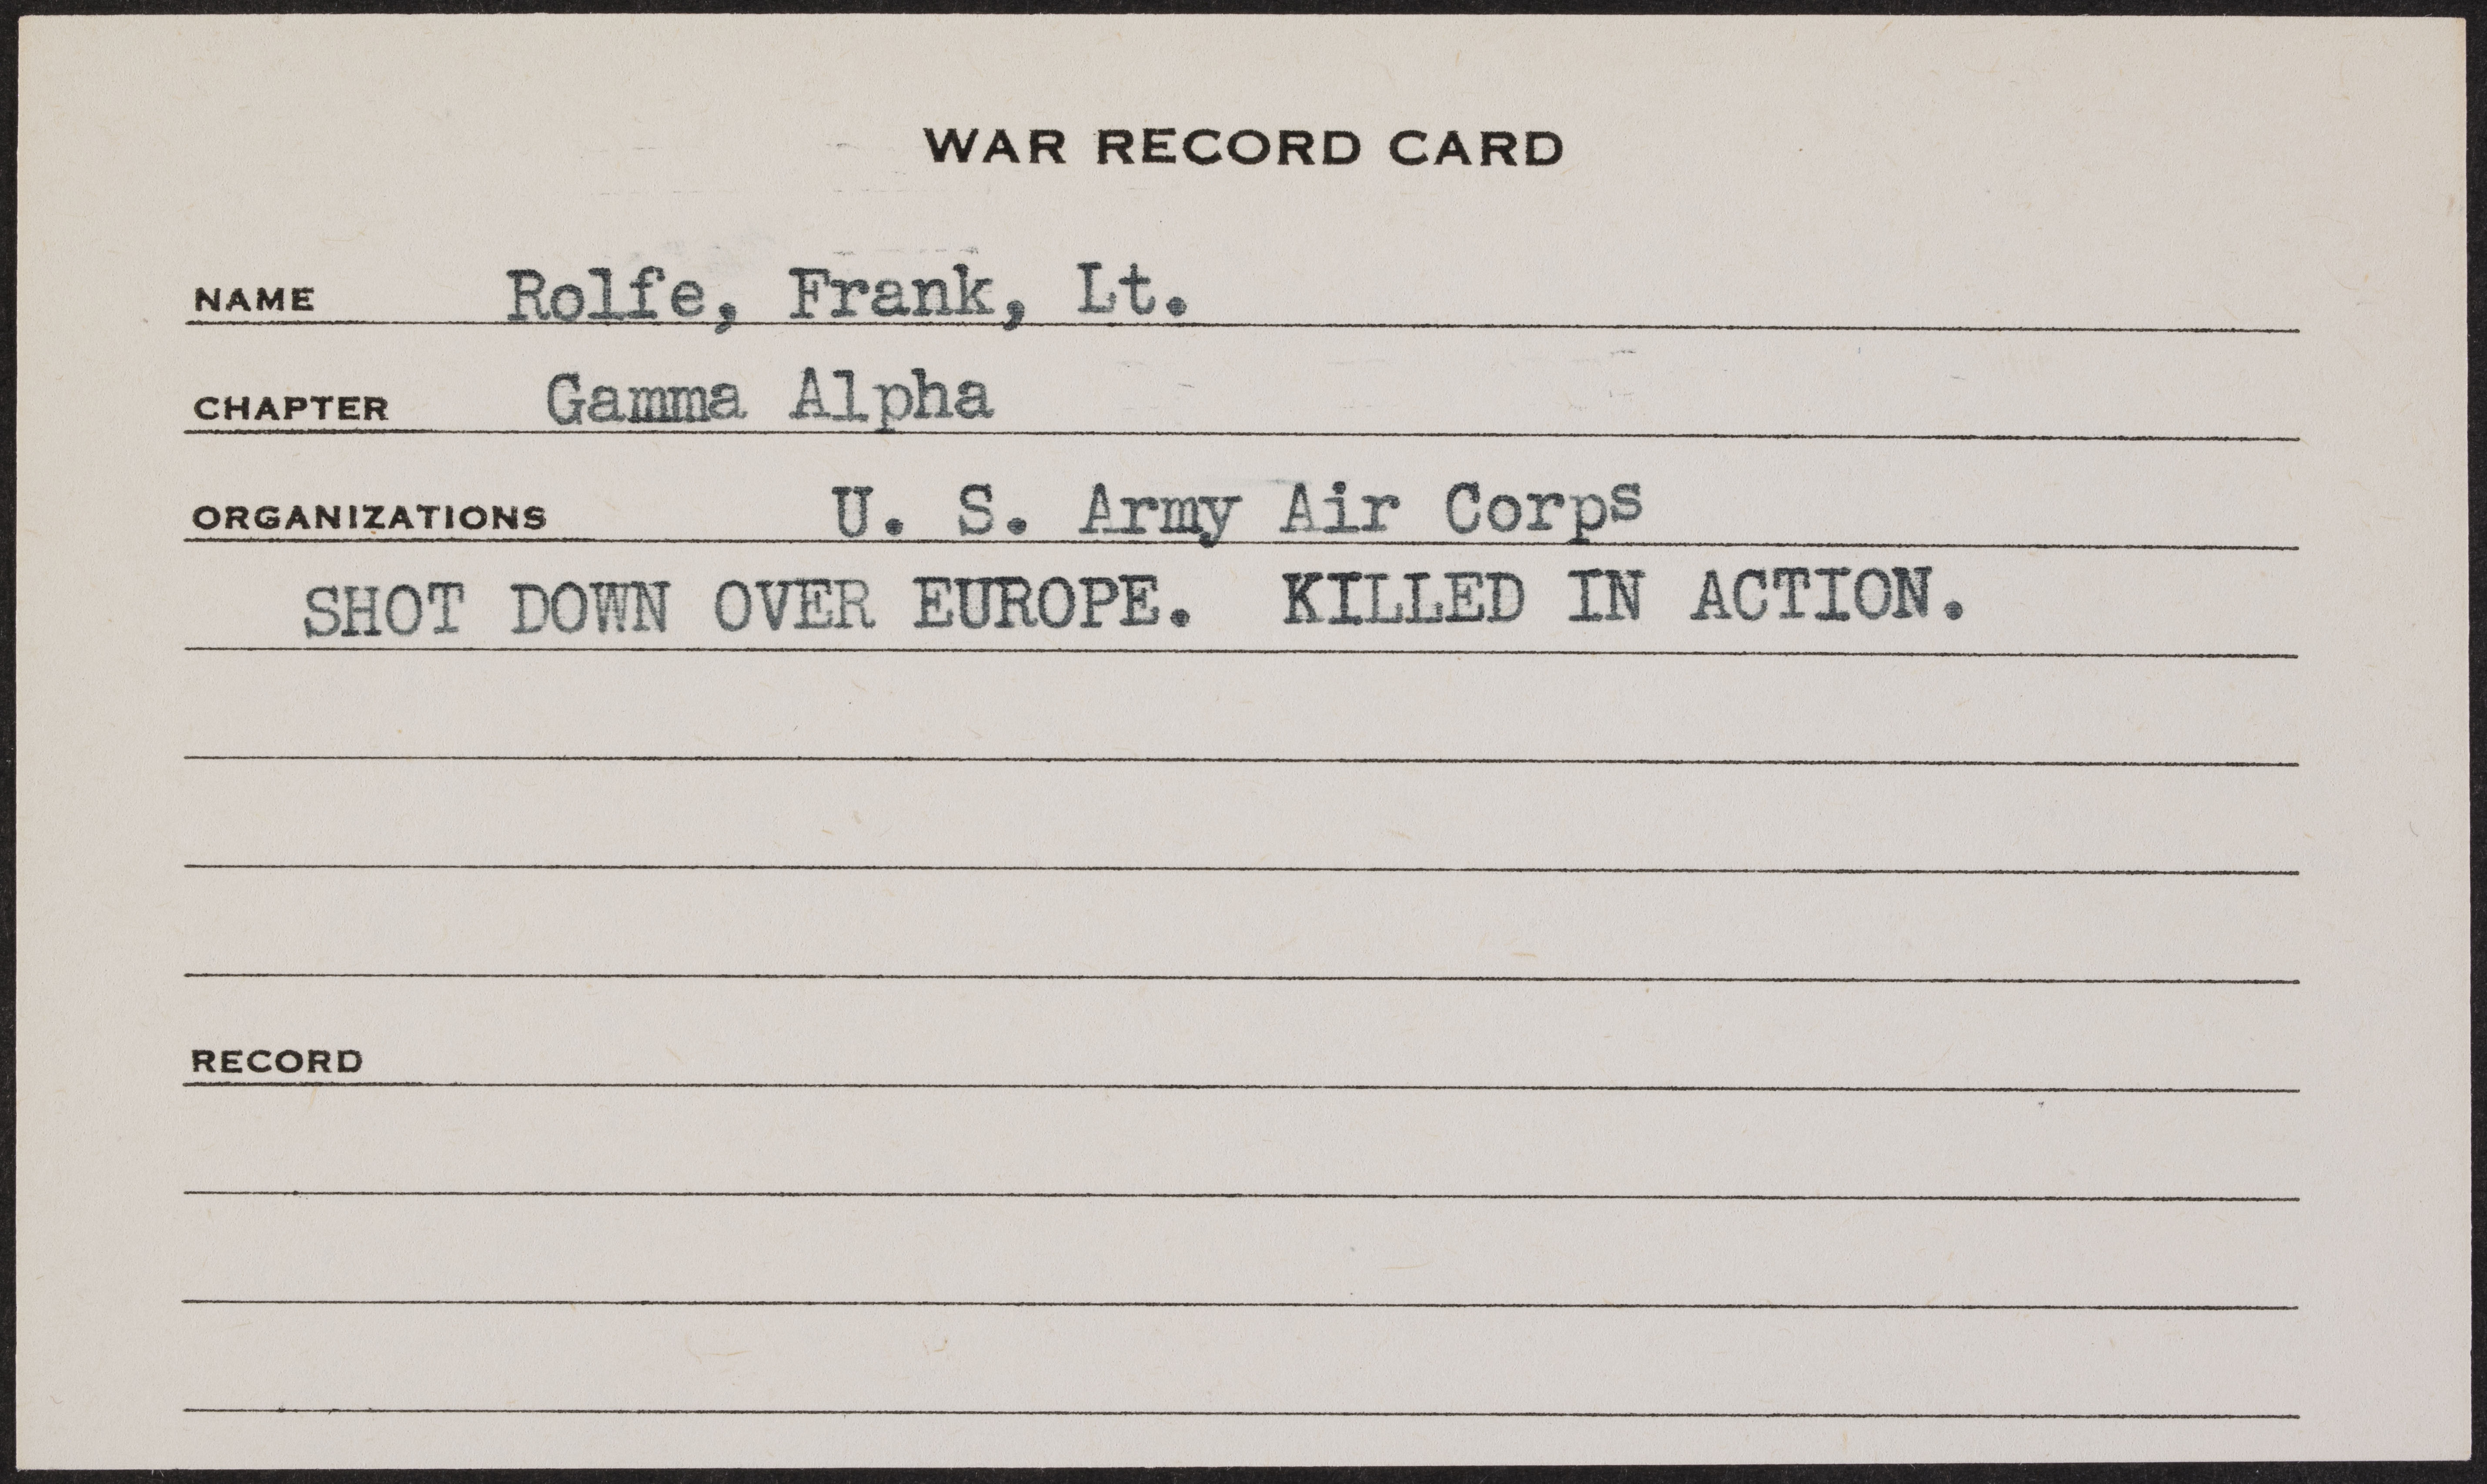 WAR RECORD CARD
NAME Rolfe, Frank, Lt.
CHAPTER Gamma Alpha
ORGANIZATIONS U. S. Army Air Corps
SHOT DOWN OVER EUROPE. KILLED IN ACTION.
RECORD